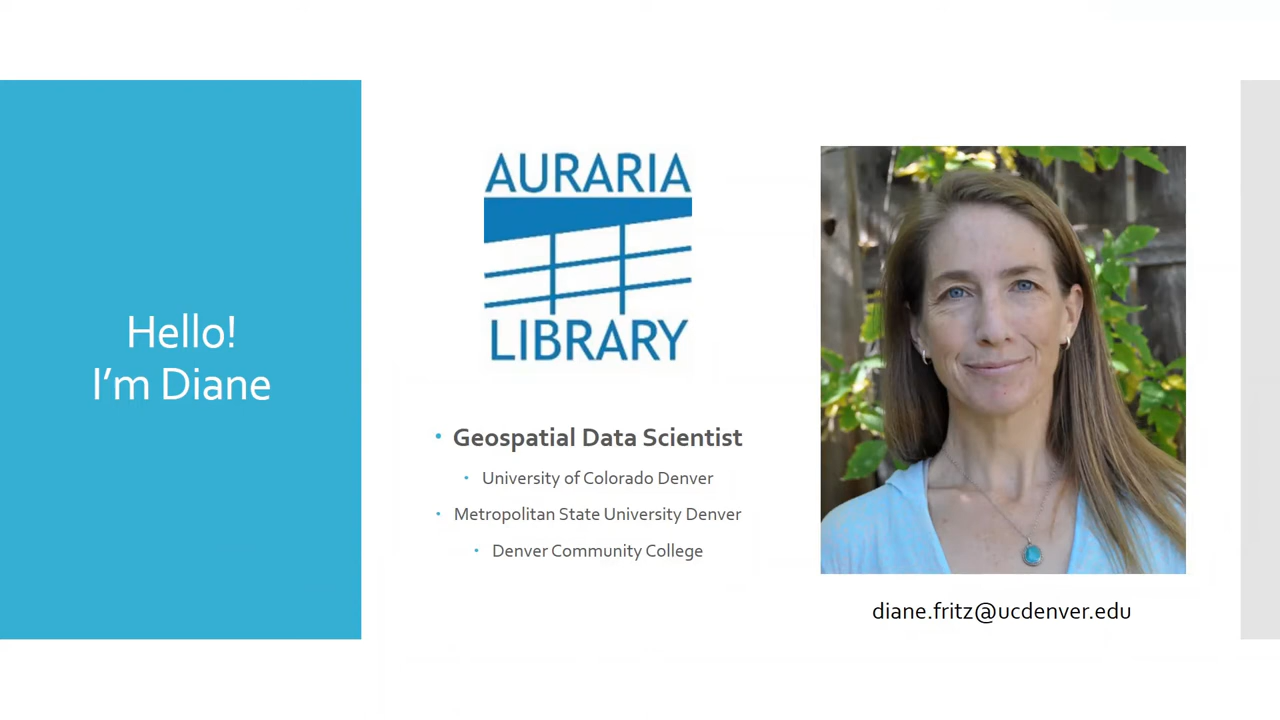 Hello!
I'm Diane
AURARIA
LIBRARY
• Geospatial Data Scientist
• University of Colorado Denver
• Metropolitan State University Denver
• Denver Community College
diane.fritz@ucdenver.edu